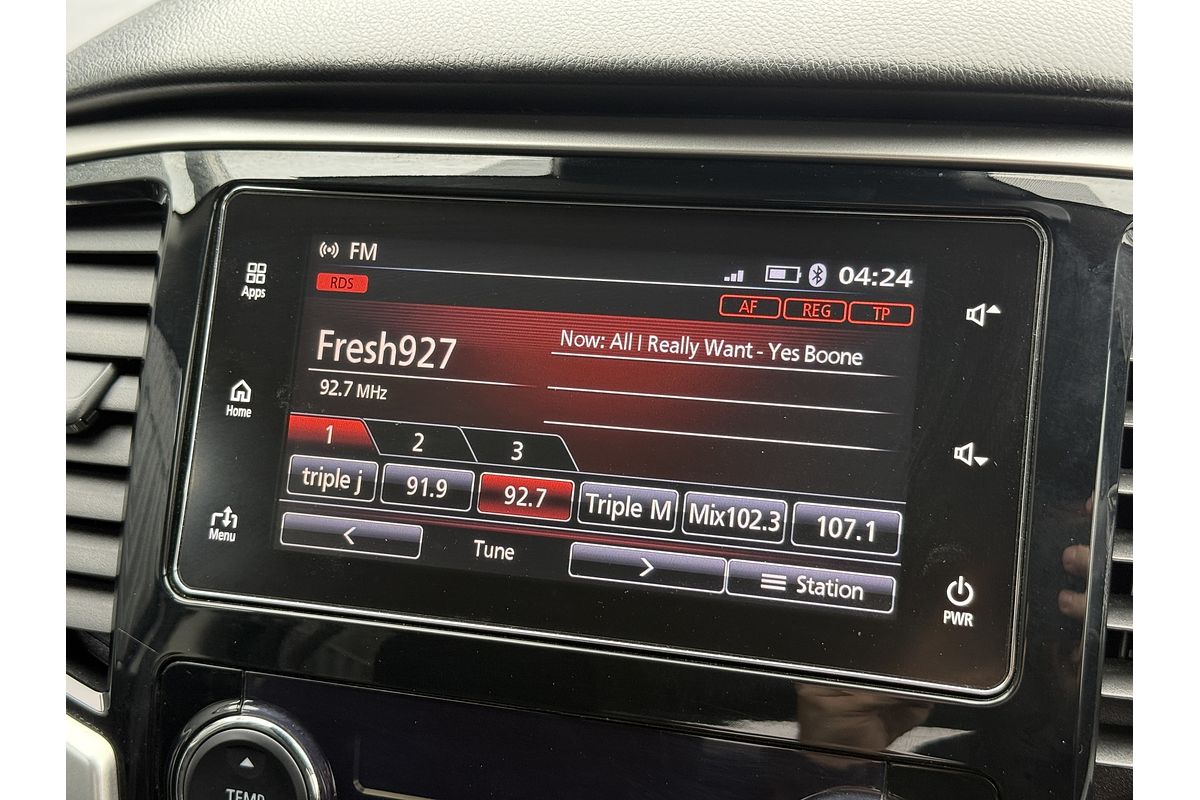 FM
04:24
Apps
RDS
AF REG TP
Fresh927
Now: All I Really Want - Yes Boone
92.7 MHz
Home
1 2 3
triple j 91.9 92.7 Triple M Mix102.3 107.1
Menu
< Tune > Station
PWR
TEMP